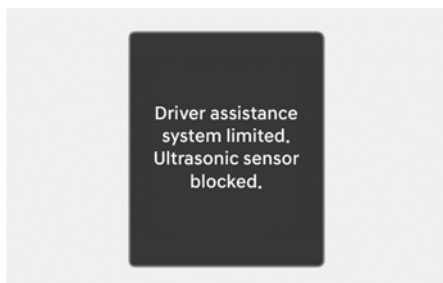 Driver assistance
system limited.
Ultrasonic sensor
blocked.